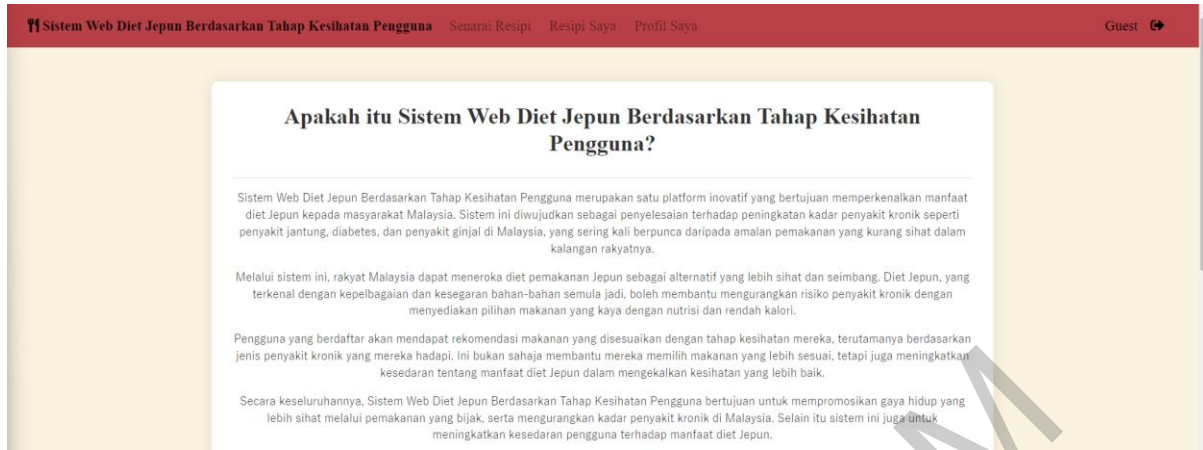 Sistem Web Diet Jepun Berdasarkan Tahap Kesihatan Pengguna Senarai Resipi Resipi Saya Profil Saya Guest
Apakah itu Sistem Web Diet Jepun Berdasarkan Tahap Kesihatan
Pengguna?
Sistem Web Diet Jepun Berdasarkan Tahap Kesihatan Pengguna merupakan satu platform inovatif yang bertujuan memperkenalkan manfaat
diet Jepun kepada masyarakat Malaysia. Sistem ini diwujudkan sebagai penyelesaian terhadap peningkatan kadar penyakit kronik seperti
penyakit jantung, diabetes, dan penyakit ginjal di Malaysia, yang sering kali berpunca daripada amalan pemakanan yang kurang sihat dalam
kalangan rakyatnya.
Melalui sistem ini, rakyat Malaysia dapat meneroka diet pemakanan Jepun sebagai alternatif yang lebih sihat dan seimbang. Diet Jepun, yang
terkenal dengan kepelbagaian dan kesegaran bahan-bahan semula jadi, boleh membantu mengurangkan risiko penyakit kronik dengan
menyediakan pilihan makanan yang kaya dengan nutrisi dan rendah kalori.
Pengguna yang berdaftar akan mendapat rekomendasi makanan yang disesuaikan dengan tahap kesihatan mereka, terutamanya berdasarkan
jenis penyakit kronik yang mereka hadapi. Ini bukan sahaja membantu mereka memilih makanan yang lebih sesuai, tetapi juga meningkatkan
kesedaran tentang manfaat diet Jepun dalam mengekalkan kesihatan yang lebih baik.
Secara keseluruhannya, Sistem Web Diet Jepun Berdasarkan Tahap Kesihatan Pengguna bertujuan untuk mempromosikan gaya hidup yang
lebih sihat melalui pemakanan yang bijak, serta mengurangkan kadar penyakit kronik di Malaysia. Selain itu sistem ini juga untuk
meningkatkan kesedaran pengguna terhadap manfaat diet Jepun.